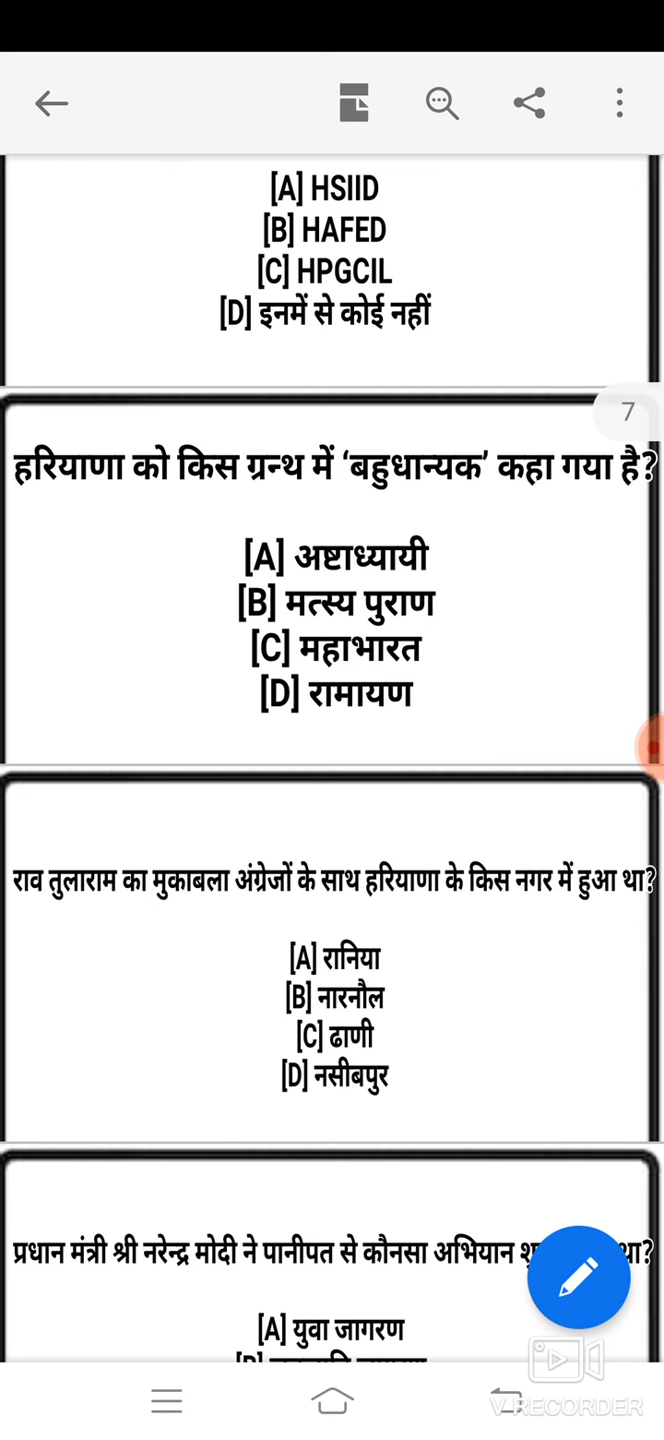 [A] HSIID
[B] HAFED
[C] HPGCIL
[D] इनमें से कोई नहीं
7
हरियाणा को किस ग्रन्थ में ‘बहुधान्यक’ कहा गया है?
[A] अष्टाध्यायी
[B] मत्स्य पुराण
[C] महाभारत
[D] रामायण
राव तुलाराम का मुकाबला अंग्रेजों के साथ हरियाणा के किस नगर में हुआ था?
[A] रानिया
[B] नारनौल
[C] ढाणी
[D] नसीबपुर
प्रधान मंत्री श्री नरेन्द्र मोदी ने पानीपत से कौनसा अभियान
[A] युवा जागरण
V RECORDER